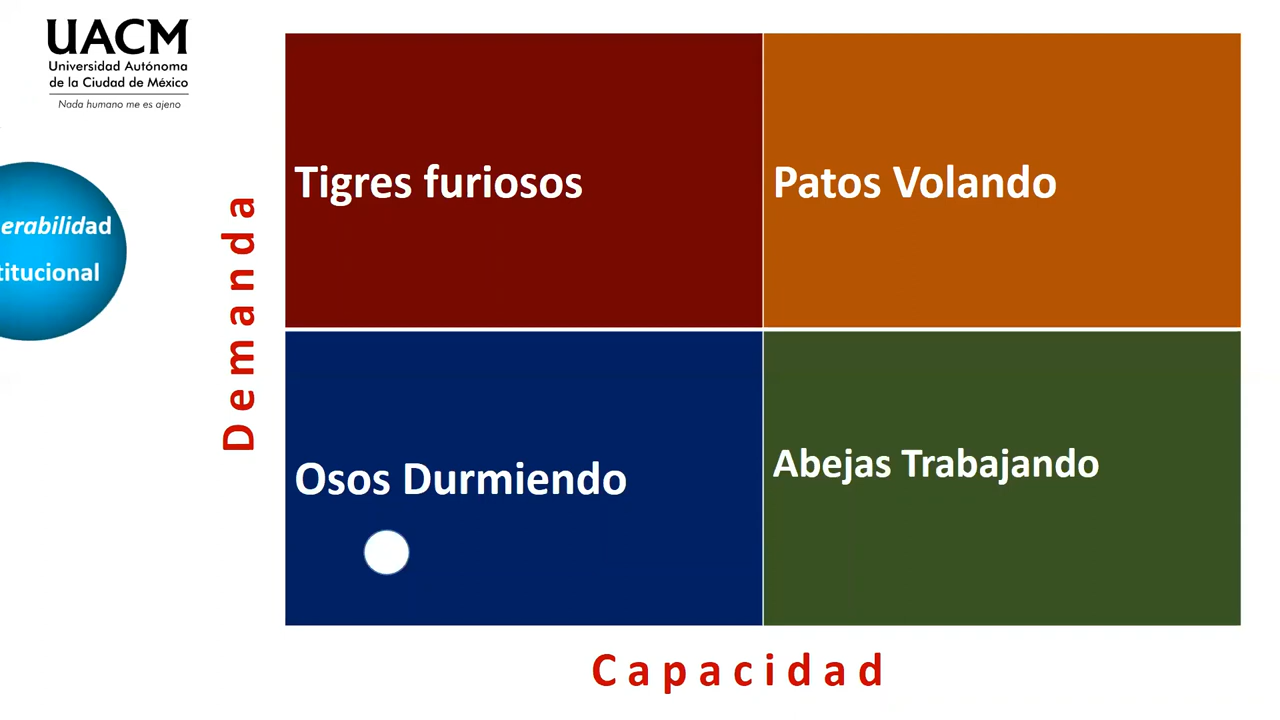 UACM
Universidad Autónoma
de la Ciudad de México
Nada humano me es ajeno
erabilidad
titucional
Demanda
Tigres furiosos
Patos Volando
Osos Durmiendo
Abejas Trabajando
Capacidad